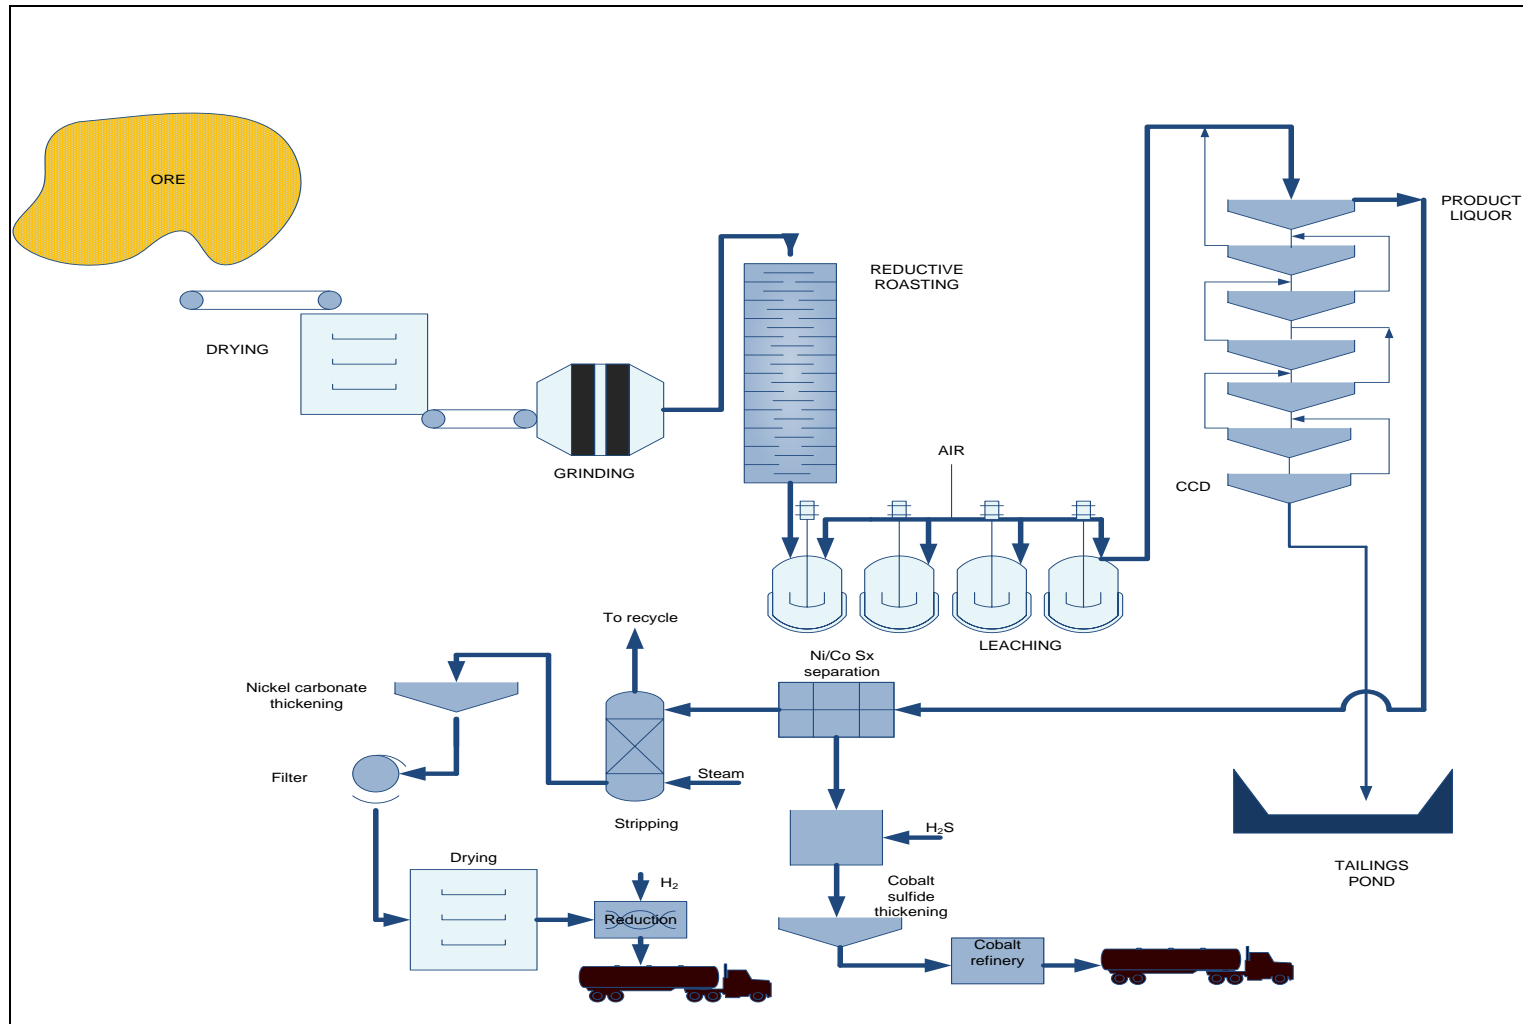 ORE
PRODUCT
LIQUOR
REDUCTIVE
ROASTING
DRYING
GRINDING
AIR
CCD
LEACHING
To recycle
Ni/Co Sx
separation
Nickel carbonate
thickening
Filter
Steam
Stripping
H₂S
Drying
H₂
Reduction
Cobalt
sulfide
thickening
Cobalt
refinery
TAILINGS
POND